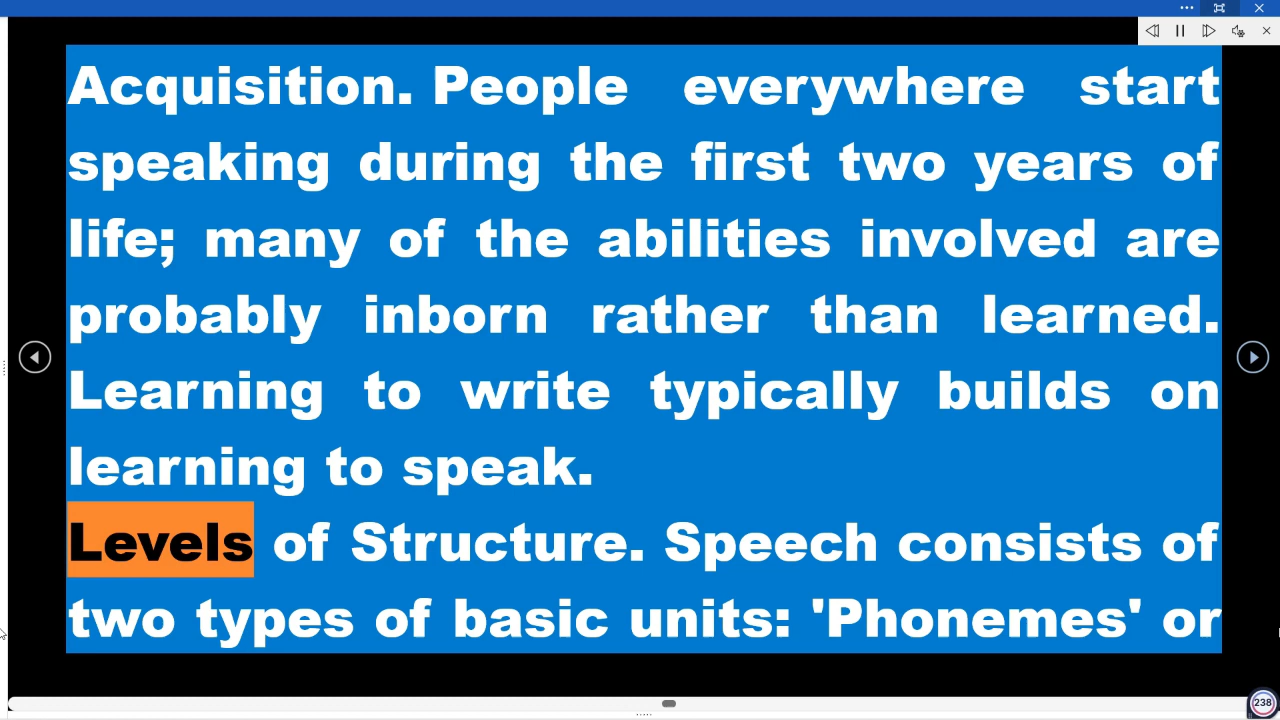 Acquisition. People everywhere start
speaking during the first two years of
life; many of the abilities involved are
probably inborn rather than learned.
Learning to write typically builds on
learning to speak.
Levels of Structure. Speech consists of
two types of basic units: 'Phonemes' or
238